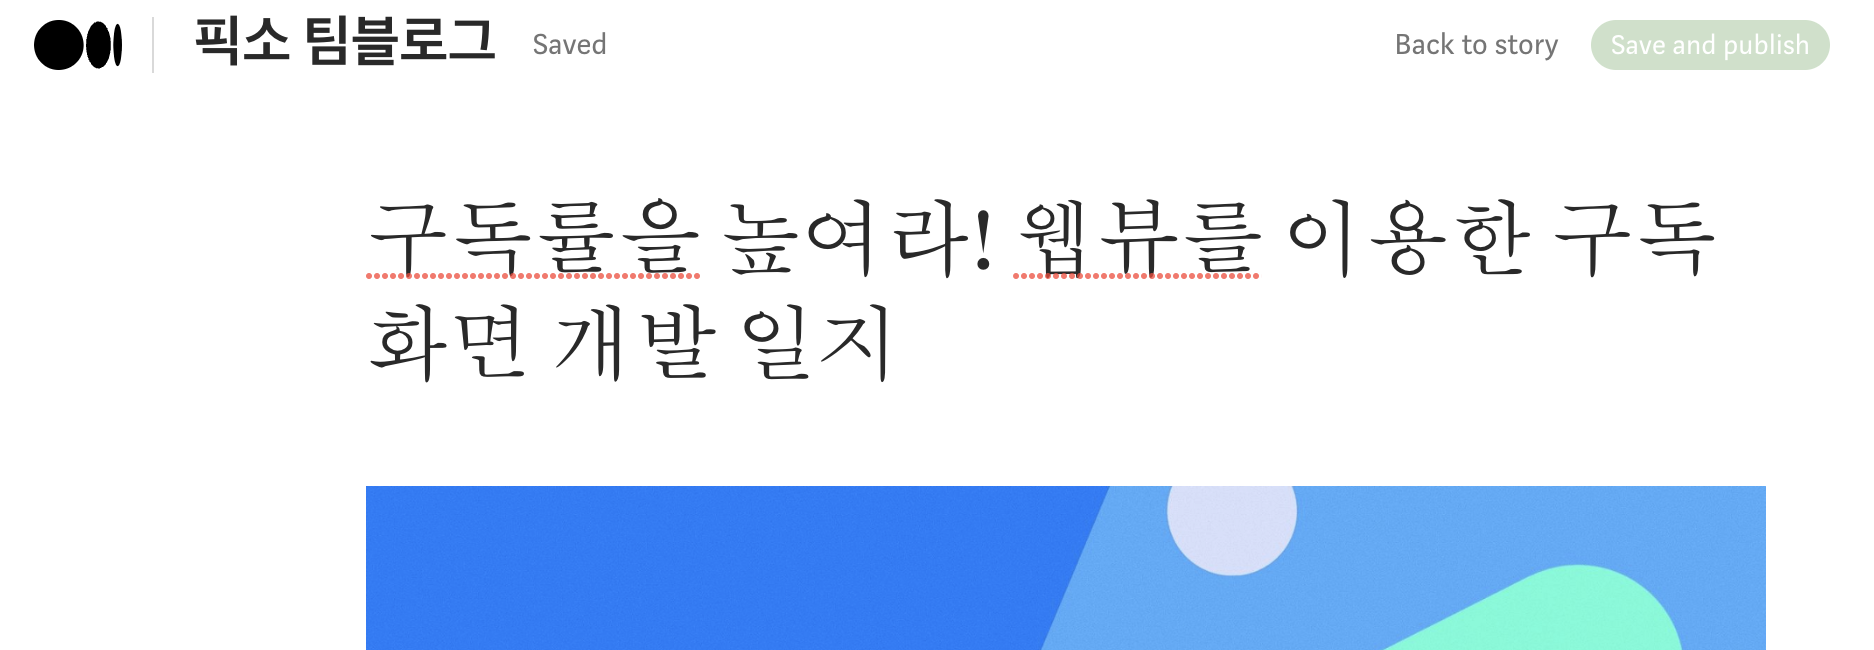 픽소 팀블로그 Saved Back to story Save and publish
구독률을 높여라! 웹뷰를 이용한 구독
화면 개발 일지